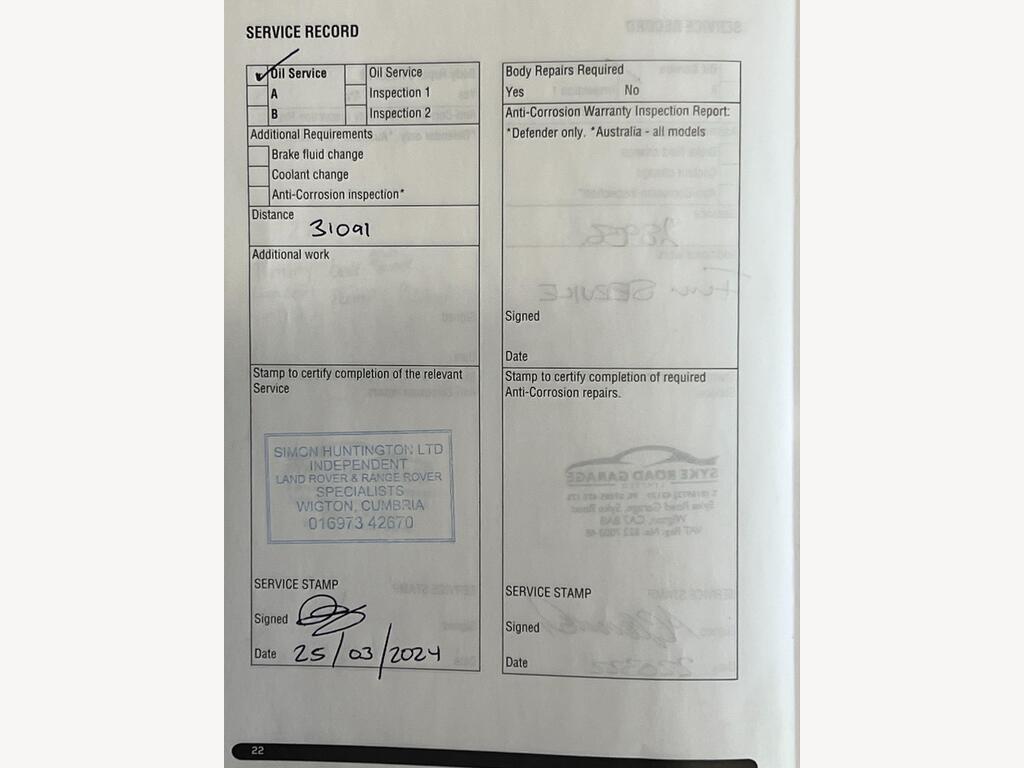 SERVICE RECORD
Oil Service
A
B
Oil Service
Inspection 1
Inspection 2
Additional Requirements
Brake fluid change
Coolant change
Anti-Corrosion inspection*
Distance
31091
Additional work
Stamp to certify completion of the relevant
Service
SIMON HUNTINGTON LTD
INDEPENDENT
LAND ROVER & RANGE ROVER
SPECIALISTS
WIGTON, CUMBRIA
016973 42670
SERVICE STAMP
Signed
Date 25/03/2024
Body Repairs Required
Yes No
Anti-Corrosion Warranty Inspection Report:
*Defender only. *Australia - all models
Signed
Date
Stamp to certify completion of required
Anti-Corrosion repairs.
SERVICE STAMP
Signed
Date
22